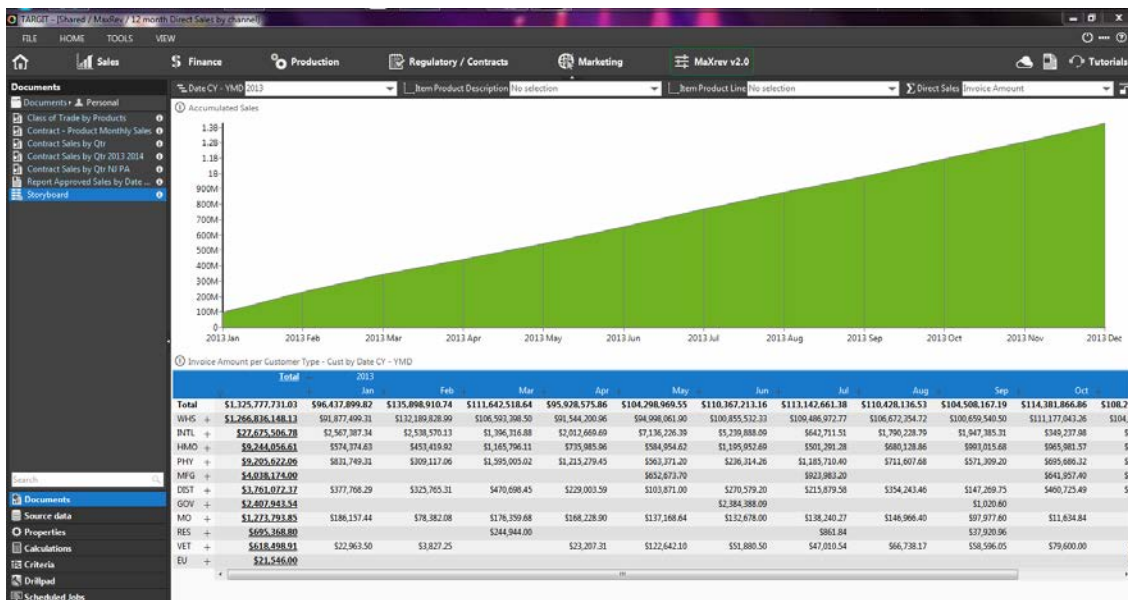 TARGIT - [Shared / MaxRev / 12 month Direct Sales by channel]
FILE HOME TOOLS VIEW
Sales Finance Production Regulatory / Contracts Marketing MaXrev v2.0 Tutorials
Documents
Documents Personal
Class of Trade by Products
Contract - Product Monthly Sales
Contract Sales by Qtr
Contract Sales by Qtr 2013 2014
Contract Sales by Qtr NJ PA
Report Approved Sales by Date ...
Storyboard
Search
Documents
Source data
Properties
Calculations
Criteria
Drillpad
Scheduled Jobs
Date CY - YMD 2013 Item Product Description No selection Item Product Line No selection Direct Sales Invoice Amount
Accumulated Sales
1.3B
1.2B
1.1B
1B
900M
800M
700M
600M
500M
400M
300M
200M
100M
0
2013 Jan 2013 Feb 2013 Mar 2013 Apr 2013 May 2013 Jun 2013 Jul 2013 Aug 2013 Sep 2013 Oct 2013 Nov 2013 Dec
Invoice Amount per Customer Type - Cust by Date CY - YMD
Total 2013
Jan Feb Mar Apr May Jun Jul Aug Sep Oct
Total $1,325,777,731.03 $96,437,899.82 $135,898,910.74 $111,642,518.64 $95,928,575.86 $104,298,969.55 $110,367,213.16 $113,142,661.38 $110,428,136.53 $104,508,167.19 $114,381,866.86 $108,2
WHS + $1,266,836,148.13 $91,877,499.31 $132,189,828.99 $106,593,398.50 $91,544,200.96 $94,998,061.90 $100,855,532.33 $109,486,972.77 $106,672,354.72 $100,659,540.50 $111,177,043.26 $104,
INTL + $27,675,506.78 $2,567,387.34 $2,538,570.13 $1,396,316.88 $2,012,669.69 $7,136,226.39 $5,239,888.09 $642,711.51 $1,790,228.79 $1,947,385.31 $349,237.98 $
HMO + $9,244,056.61 $574,374.63 $453,419.92 $1,165,796.11 $735,985.96 $584,954.62 $1,195,952.69 $501,291.28 $680,128.86 $993,015.68 $965,981.57 $
PHY + $9,205,622.06 $831,749.31 $309,117.06 $1,595,005.02 $1,215,279.45 $563,371.20 $236,314.26 $1,185,710.40 $711,607.68 $571,309.20 $695,686.32 $
MFG + $4,038,174.00 $652,673.70 $923,983.20 $641,957.40 $
DIST + $3,761,072.37 $377,768.29 $325,765.31 $470,698.45 $229,003.59 $103,871.00 $270,579.20 $215,879.58 $354,243.46 $147,269.75 $460,725.49 $
GOV + $2,407,943.54 $2,384,388.09 $1,020.60
MO + $1,273,793.85 $186,157.44 $78,382.08 $176,359.68 $168,228.90 $137,168.64 $132,678.00 $138,240.27 $146,966.40 $97,977.60 $11,634.84
RES + $695,368.80 $244,944.00 $861.84 $37,920.96
VET + $618,498.91 $22,963.50 $3,827.25 $23,207.31 $122,642.10 $51,880.50 $47,010.54 $66,738.17 $58,596.05 $79,600.00
EU + $21,546.00